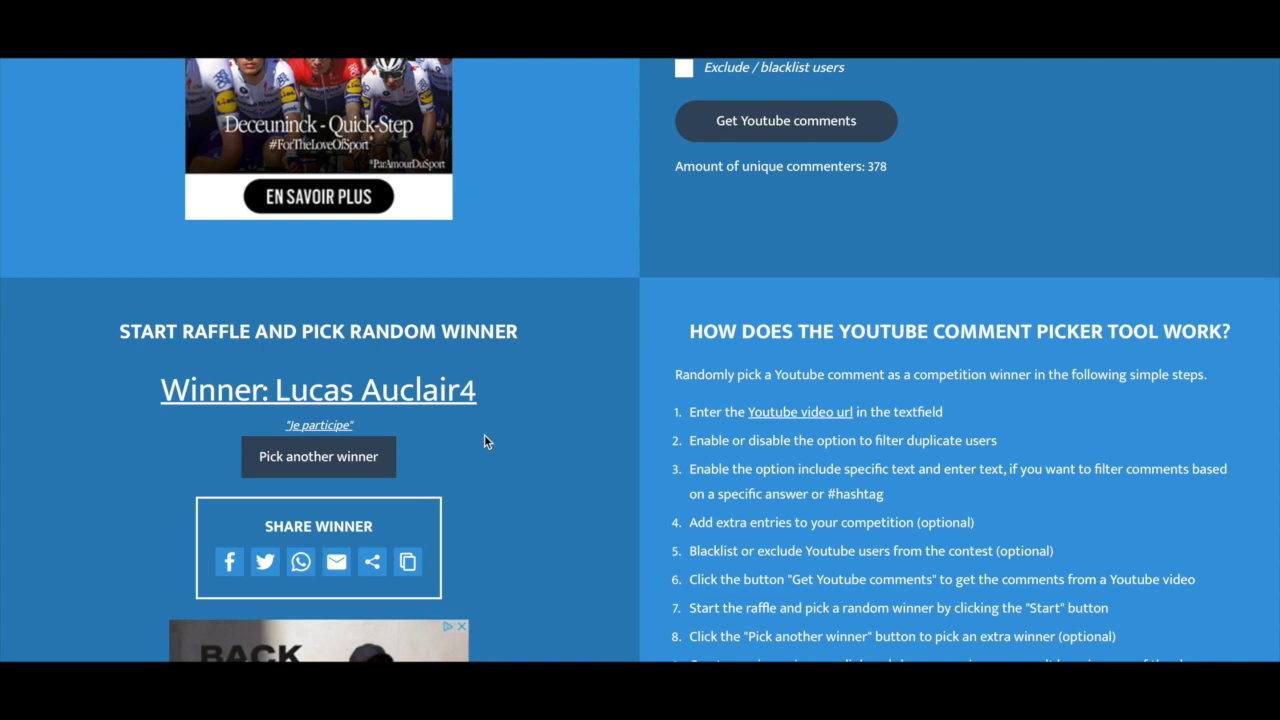 Deceuninck - Quick-Step
#ForTheLoveOfSport*
*ParAmourDuSport
EN SAVOIR PLUS
Exclude / blacklist users
Get Youtube comments
Amount of unique commenters: 378
START RAFFLE AND PICK RANDOM WINNER
Winner: Lucas Auclair4
"Je participe"
Pick another winner
SHARE WINNER
BACK
HOW DOES THE YOUTUBE COMMENT PICKER TOOL WORK?
Randomly pick a Youtube comment as a competition winner in the following simple steps.
1. Enter the Youtube video url in the textfield
2. Enable or disable the option to filter duplicate users
3. Enable the option include specific text and enter text, if you want to filter comments based
on a specific answer or #hashtag
4. Add extra entries to your competition (optional)
5. Blacklist or exclude Youtube users from the contest (optional)
6. Click the button "Get Youtube comments" to get the comments from a Youtube video
7. Start the raffle and pick a random winner by clicking the "Start" button
8. Click the "Pick another winner" button to pick an extra winner (optional)